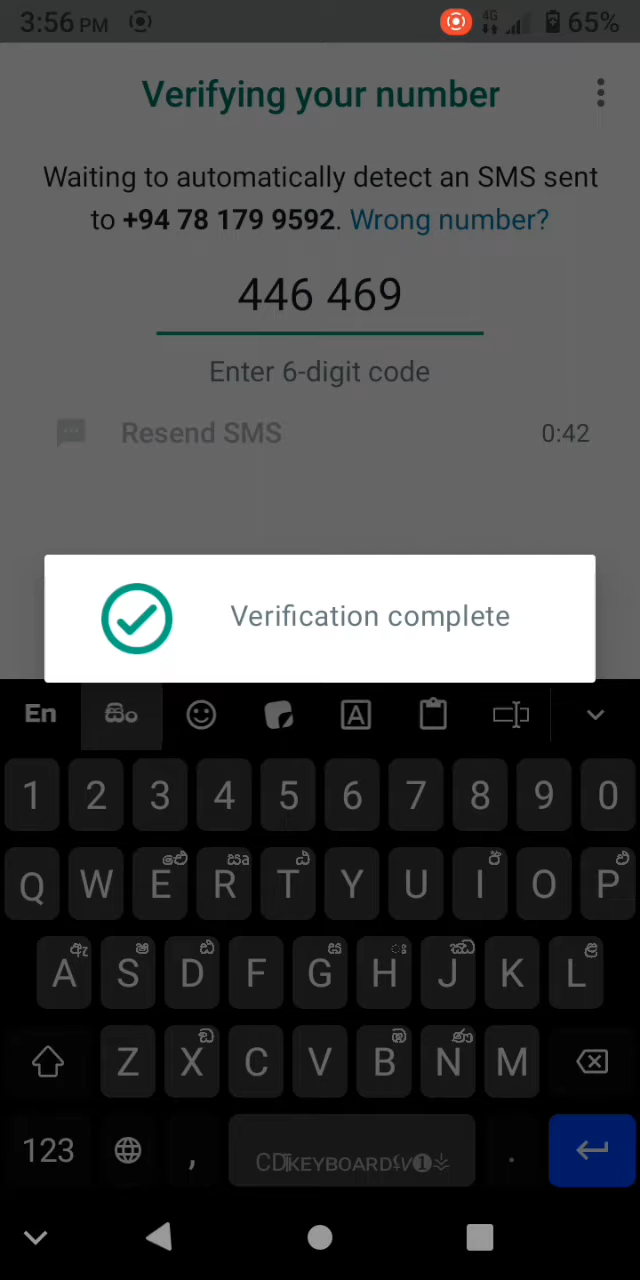 3:56 PM 4G 65%
Verifying your number
Waiting to automatically detect an SMS sent
to +94 78 179 9592. Wrong number?
446 469
Enter 6-digit code
Resend SMS 0:42
Verification complete
En සිං A
1 2 3 4 5 6 7 8 9 0
Q W E R T Y U I O P
A S D F G H J K L
Z X C V B N M
123 , .